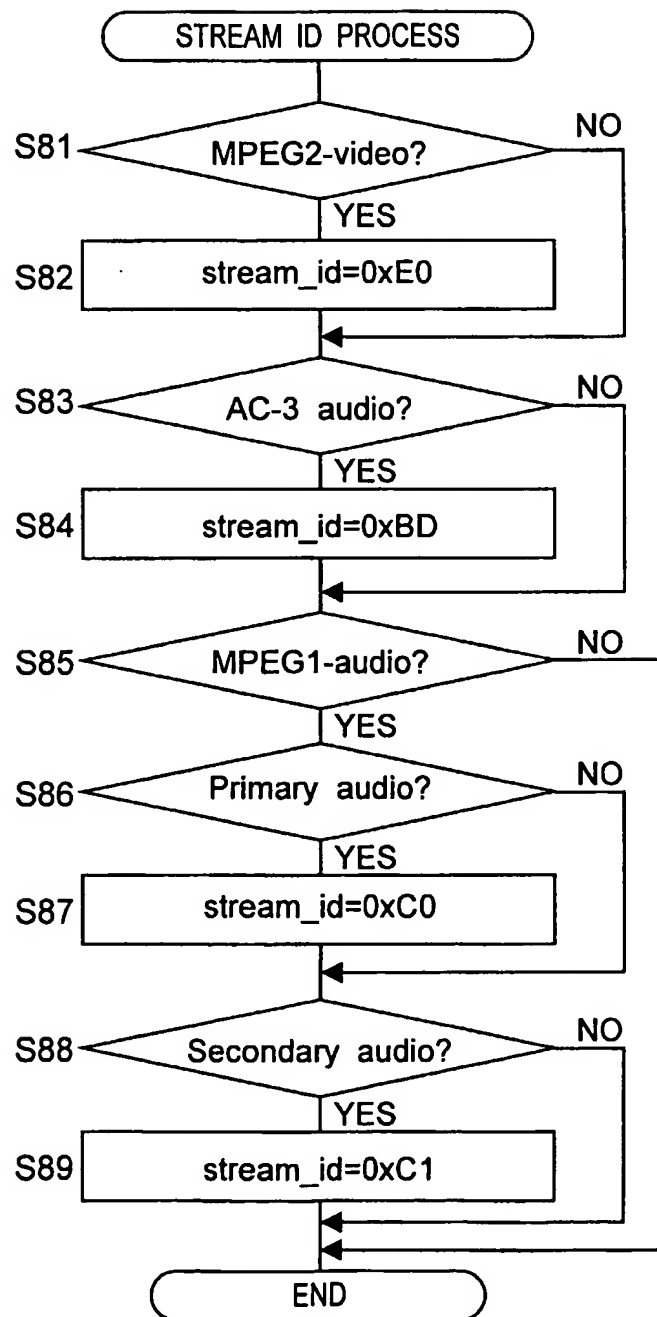 STREAM ID PROCESS
S81
MPEG2-video?
NO
YES
S82
stream_id=0xE0
S83
AC-3 audio?
NO
YES
S84
stream_id=0xBD
S85
MPEG1-audio?
NO
YES
S86
Primary audio?
NO
YES
S87
stream_id=0xC0
S88
Secondary audio?
NO
YES
S89
stream_id=0xC1
END